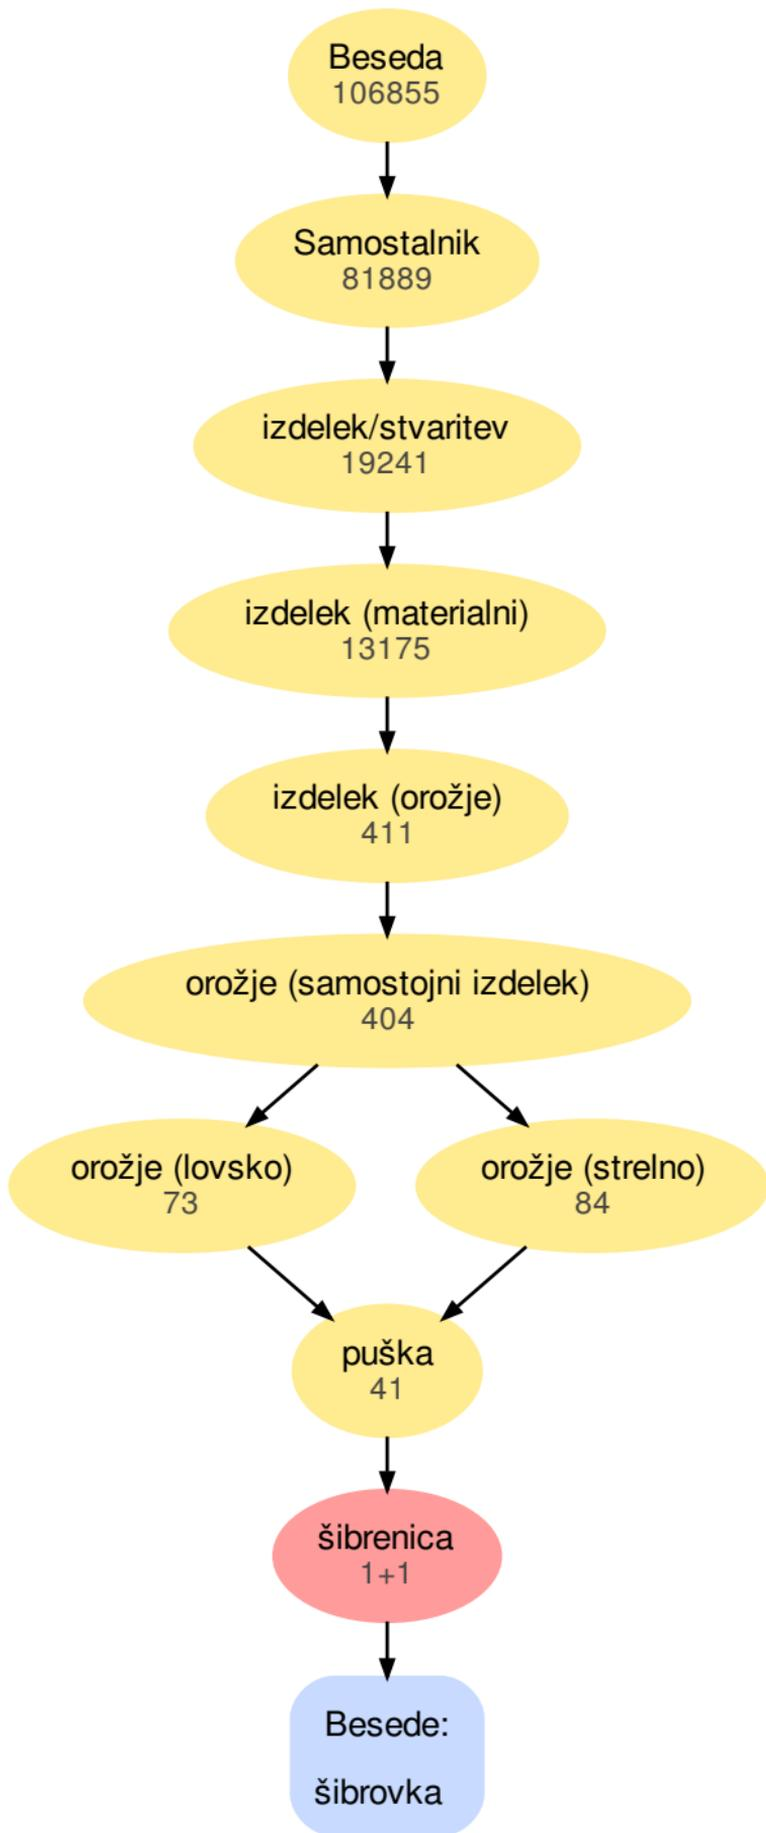 Beseda
106855
Samostalnik
81889
izdelek/stvaritev
19241
izdelek (materialni)
13175
izdelek (orožje)
411
orožje (samostojni izdelek)
404
orožje (lovsko)
73
orožje (strelno)
84
puška
41
šibrenica
1+1
Besede:
šibrovka